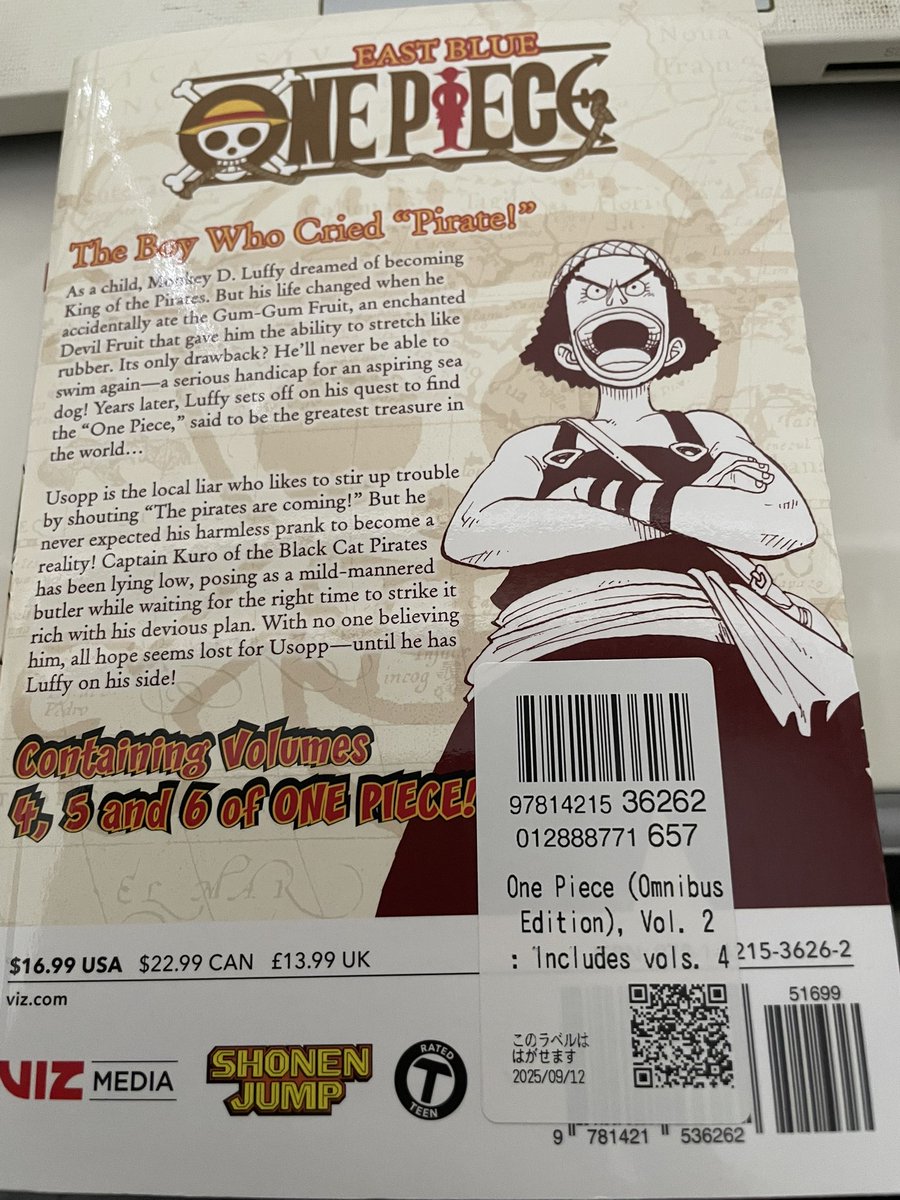 EAST BLUE
ONE PIECE
The Boy Who Cried “Pirate!”
As a child, Monkey D. Luffy dreamed of becoming
King of the Pirates. But his life changed when he
accidentally ate the Gum-Gum Fruit, an enchanted
Devil Fruit that gave him the ability to stretch like
rubber. Its only drawback? He’ll never be able to
swim again—a serious handicap for an aspiring sea
dog! Years later, Luffy sets off on his quest to find
the “One Piece,” said to be the greatest treasure in
the world…
Usopp is the local liar who likes to stir up trouble
by shouting “The pirates are coming!” But he
never expected his harmless prank to become a
reality! Captain Kuro of the Black Cat Pirates
has been lying low, posing as a mild-mannered
butler while waiting for the right time to strike it
rich with his devious plan. With no one believing
him, all hope seems lost for Usopp—until he has
Luffy on his side!
Containing Volumes
4, 5 and 6 of ONE PIECE!
97814215 36262
012888771 657
One Piece (Omnibus
Edition), Vol. 2
: Includes vols. 4
このラベルは
はがせます
2025/09/12
$16.99 USA $22.99 CAN £13.99 UK
viz.com
215-3626-2
51699
VIZ MEDIA
SHONEN
JUMP
RATED
T
TEEN
9 781421 536262
EL MAR